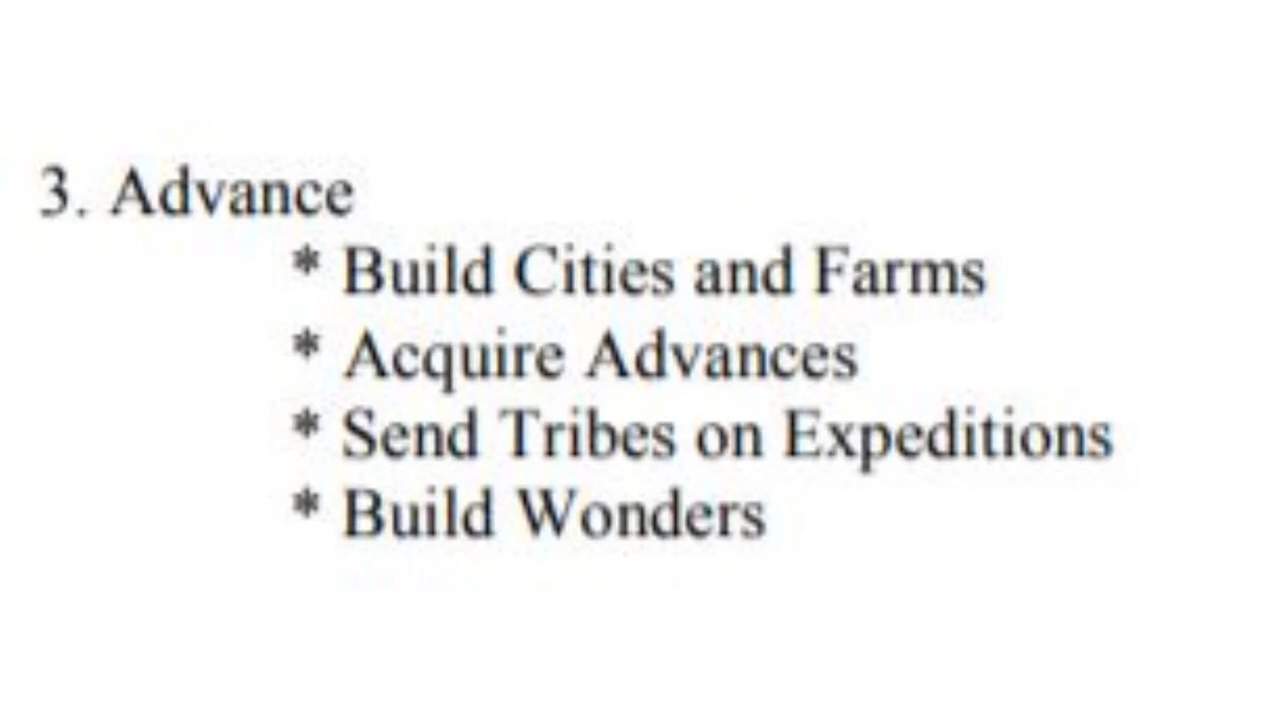 3. Advance
* Build Cities and Farms
* Acquire Advances
* Send Tribes on Expeditions
* Build Wonders